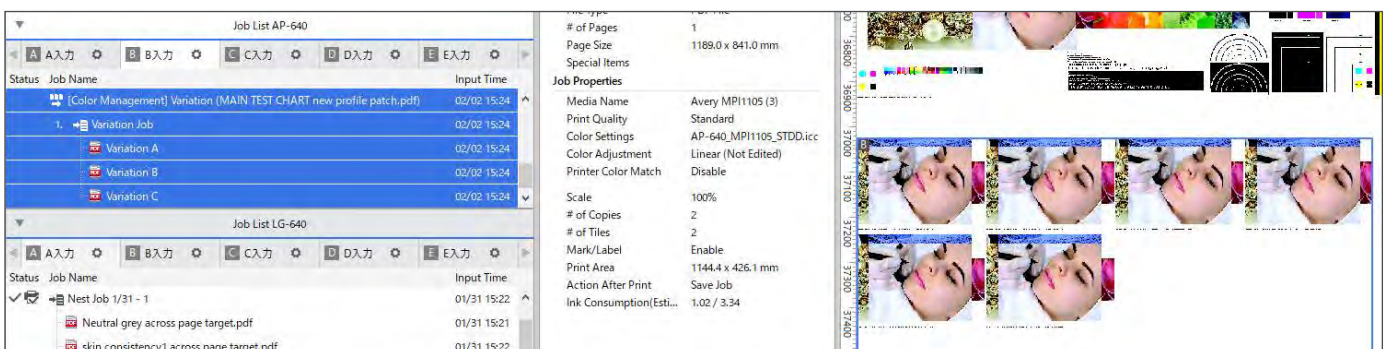 Job List AP-640
A A入力 B B入力 C C入力 D D入力 E E入力
Status Job Name Input Time
[Color Management] Variation (MAIN TEST CHART new profile patch.pdf) 02/02 15:24
1. Variation Job 02/02 15:24
Variation A 02/02 15:24
Variation B 02/02 15:24
Variation C 02/02 15:24
Job List LG-640
A A入力 B B入力 C C入力 D D入力 E E入力
Status Job Name Input Time
Nest Job 1/31 - 1 01/31 15:22
Neutral grey across page target.pdf 01/31 15:21
skin consistency1 across page target.pdf 01/31 15:22
# of Pages 1
Page Size 1189.0 x 841.0 mm
Special Items
Job Properties
Media Name Avery MPI1105 (3)
Print Quality Standard
Color Settings AP-640_MPI1105_STDD.icc
Color Adjustment Linear (Not Edited)
Printer Color Match Disable
Scale 100%
# of Copies 2
# of Tiles 2
Mark/Label Enable
Print Area 1144.4 x 426.1 mm
Action After Print Save Job
Ink Consumption(Esti... 1.02 / 3.34
36800
36900
37000
37100
37200
37300
37400
B